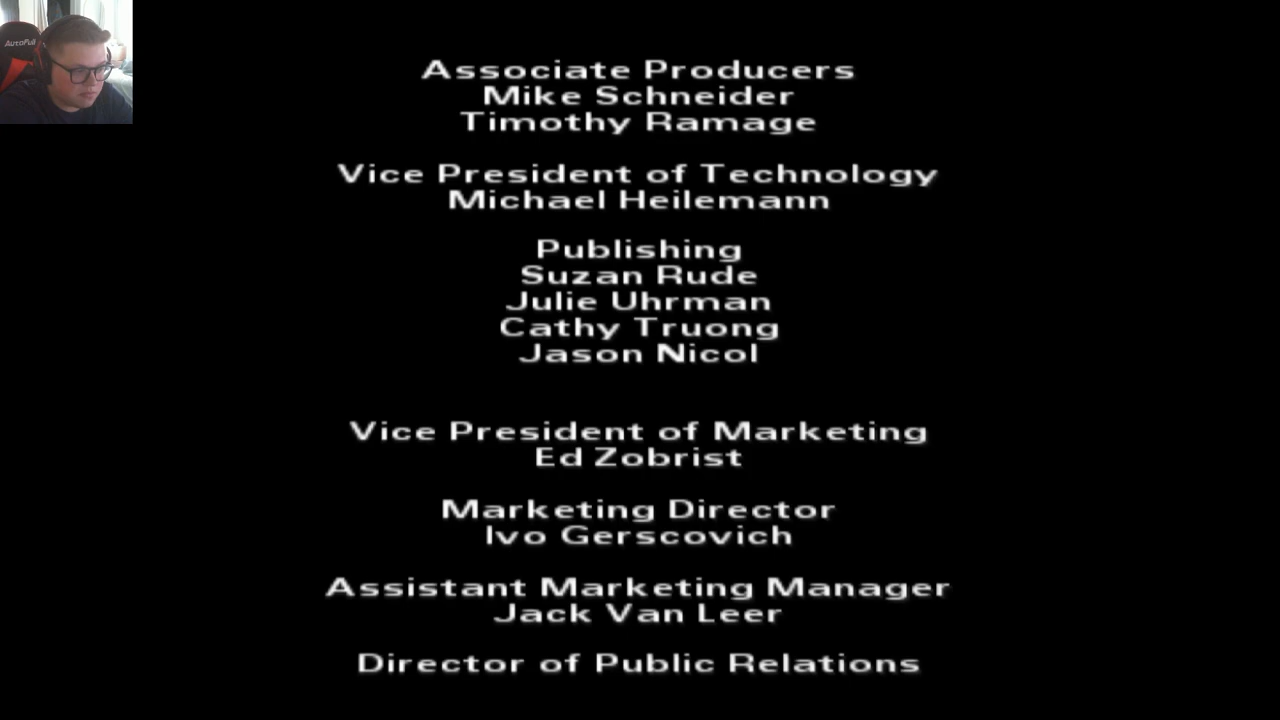 AutoFull
Associate Producers
Mike Schneider
Timothy Ramage
Vice President of Technology
Michael Heilemann
Publishing
Suzan Rude
Julie Uhrman
Cathy Truong
Jason Nicol
Vice President of Marketing
Ed Zobrist
Marketing Director
Ivo Gerscovich
Assistant Marketing Manager
Jack Van Leer
Director of Public Relations